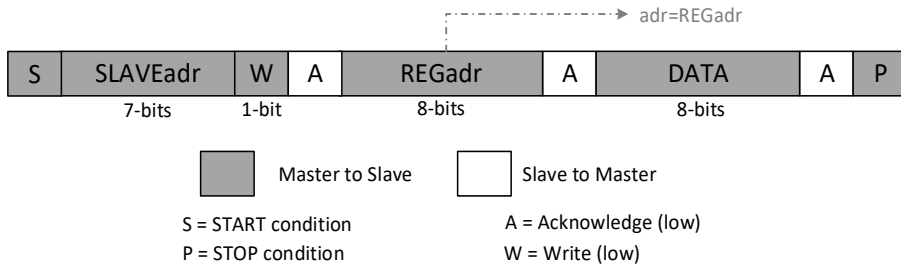 adr=REGadr
S SLAVEadr W A REGadr A DATA A P
7-bits 1-bit 8-bits 8-bits
Master to Slave Slave to Master
S = START condition A = Acknowledge (low)
P = STOP condition W = Write (low)